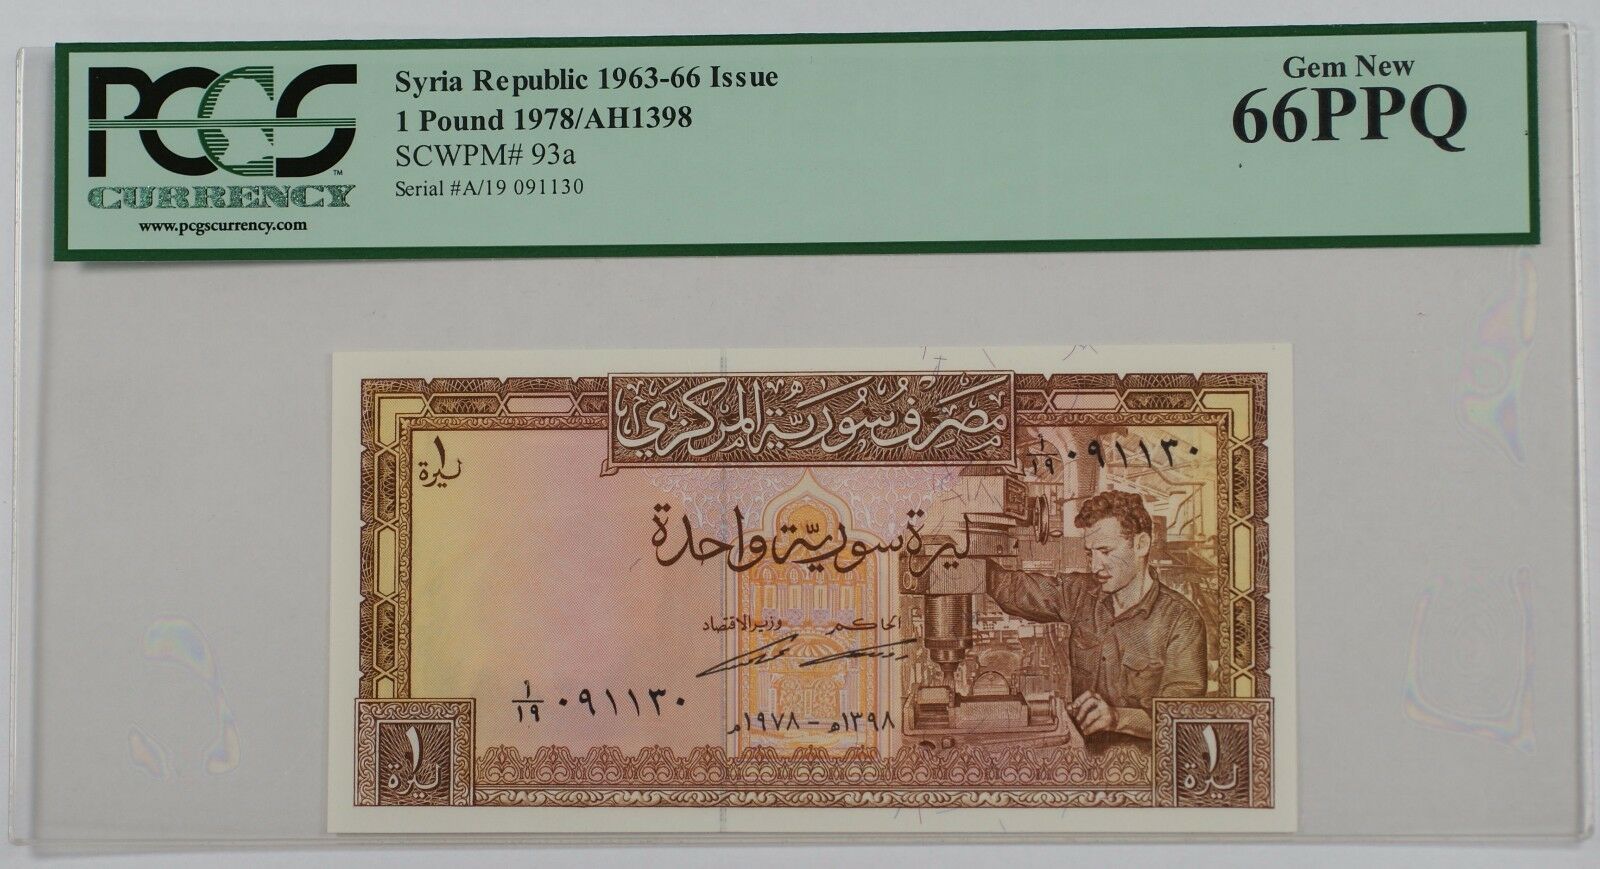 PCGS™
CURRENCY
www.pcgscurrency.com
Syria Republic 1963-66 Issue
1 Pound 1978/AH1398
SCWPM# 93a
Serial #A/19 091130
Gem New
66PPQ
مصرف سورية المركزي
١
ليرة
١/١٩ ٠٩١١٣٠
ليرة سورية واحدة
الحاكم وزير الاقتصاد
١/١٩ ٠٩١١٣٠
١٣٩٨ه - ١٩٧٨م
١
ليرة
١
ليرة